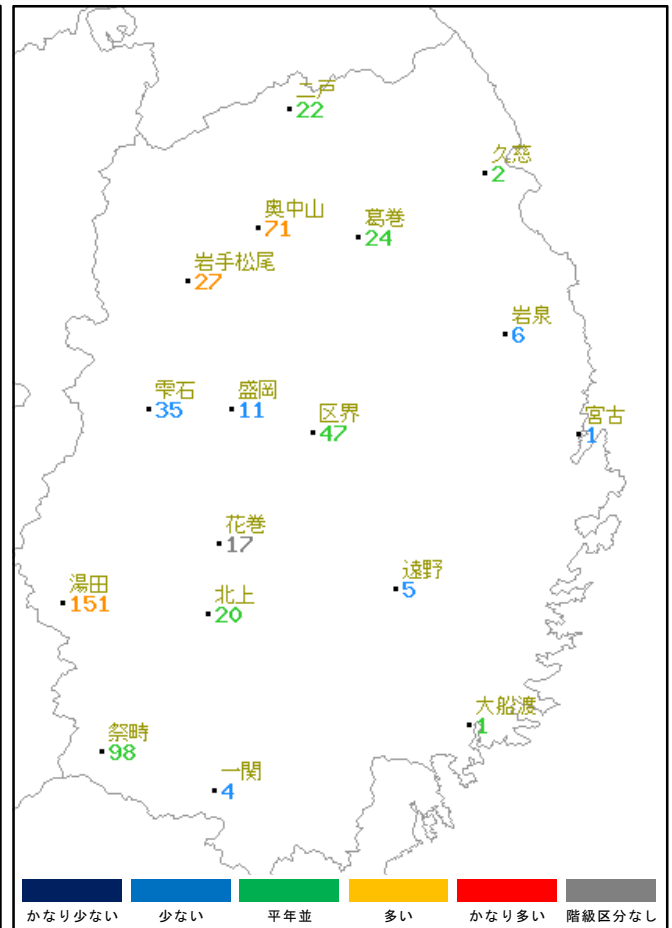 二戸
22
久慈
2
奥中山
71
葛巻
24
岩手松尾
27
岩泉
6
雫石
35
盛岡
11
区界
47
宮古
1
花巻
17
湯田
151
北上
20
遠野
5
大船渡
1
祭畤
98
一関
4
かなり少ない 少ない 平年並 多い かなり多い 階級区分なし